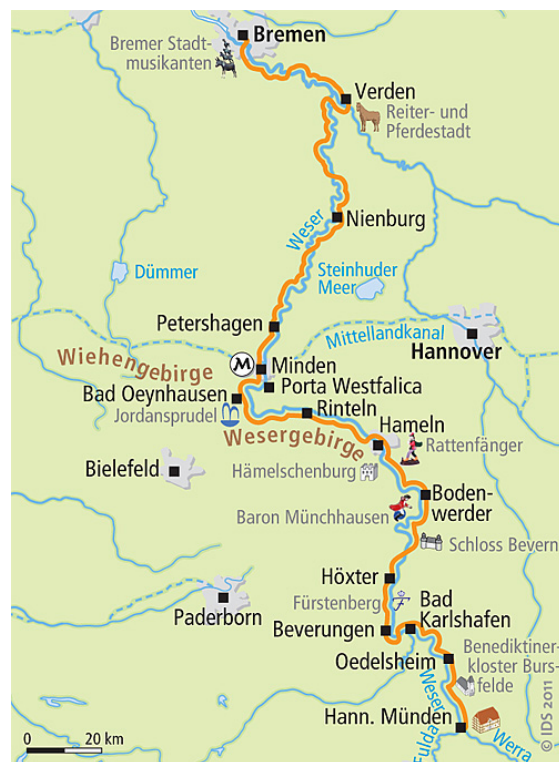 Bremen
Bremer Stadt-
musikanten
Verden
Reiter- und
Pferdestadt
Nienburg
Weser
Dümmer
Steinhuder
Meer
Petershagen
Mittellandkanal
Hannover
Wiehengebirge
M
Minden
Porta Westfalica
Bad Oeynhausen
Jordansprudel
Rinteln
Wesergebirge
Hameln
Rattenfänger
Bielefeld
Hämelschenburg
Boden-
werder
Baron Münchhausen
Schloss Bevern
Höxter
Fürstenberg
F
Paderborn
Bad
Karlshafen
Beverungen
Benediktiner-
kloster Burs-
felde
Oedelsheim
Weser
Hann. Münden
Fulda
Werra
0 20 km
© IDS 2011